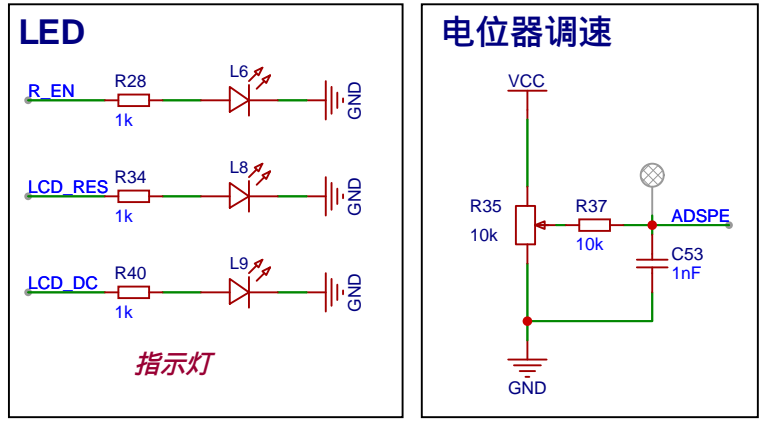 LED
R_EN
R28
1k
L6
GND
LCD_RES
R34
1k
L8
GND
LCD_DC
R40
1k
L9
GND
指示灯
电位器调速
VCC
R35
10k
R37
10k
ADSPE
C53
1nF
GND